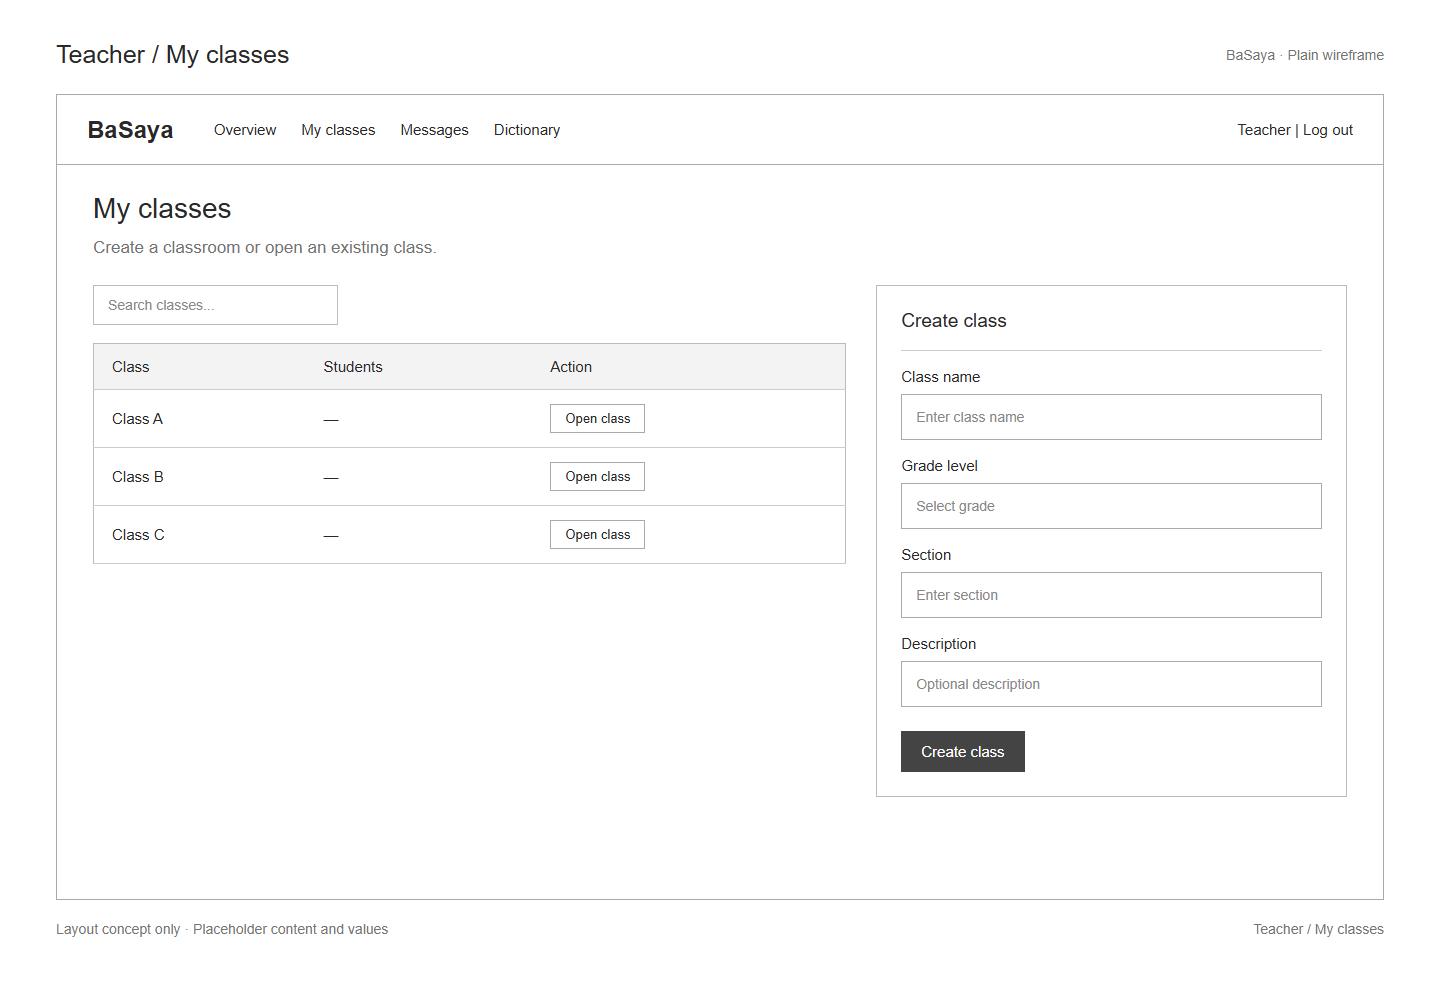 Teacher / My classes
BaSaya · Plain wireframe
BaSaya
Overview
My classes
Messages
Dictionary
Teacher | Log out
My classes
Create a classroom or open an existing class.
Search classes...
Class
Students
Action
Class A
—
Open class
Class B
—
Open class
Class C
—
Open class
Create class
Class name
Enter class name
Grade level
Select grade
Section
Enter section
Description
Optional description
Create class
Layout concept only · Placeholder content and values
Teacher / My classes